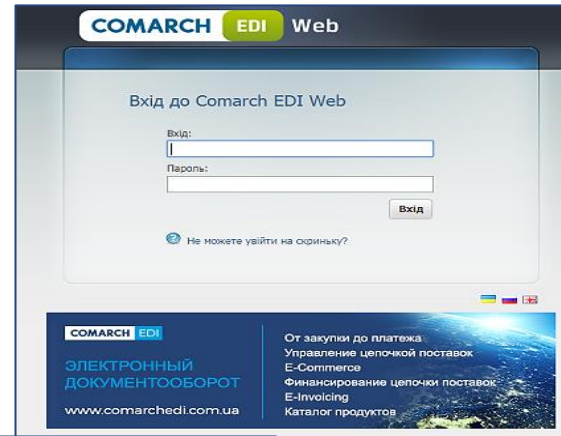 COMARCH EDI Web
Вхід до Comarch EDI Web
Вхід:
Пароль:
Вхід
Не можете увійти на скриньку?
COMARCH EDI
ЭЛЕКТРОННЫЙ
ДОКУМЕНТООБОРОТ
www.comarchedi.com.ua
От закупки до платежа
Управление цепочкой поставок
E-Commerce
Финансирование цепочки поставок
E-Invoicing
Каталог продуктов